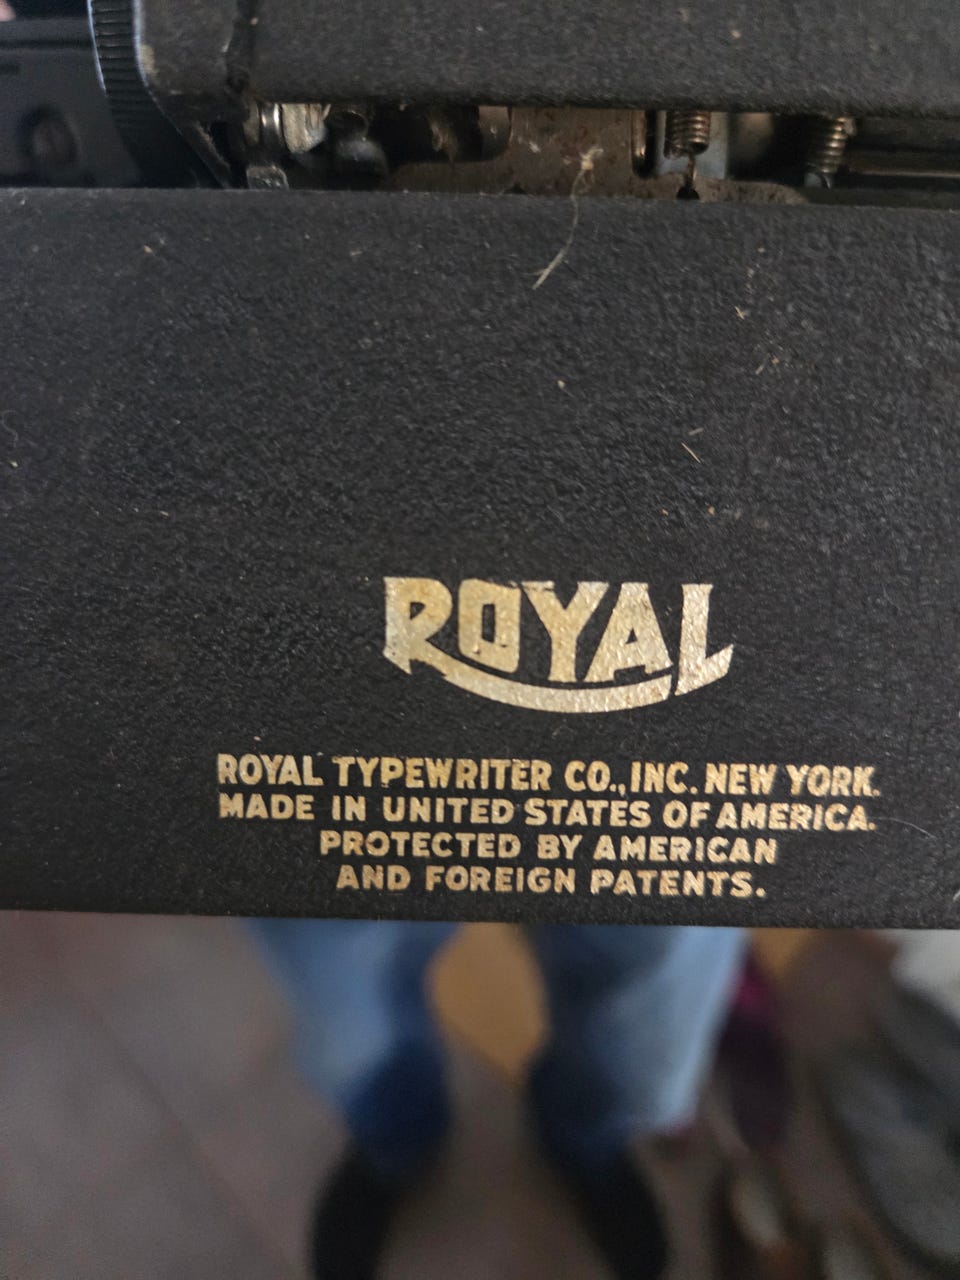 ROYAL
ROYAL TYPEWRITER CO., INC. NEW YORK.
MADE IN UNITED STATES OF AMERICA.
PROTECTED BY AMERICAN
AND FOREIGN PATENTS.